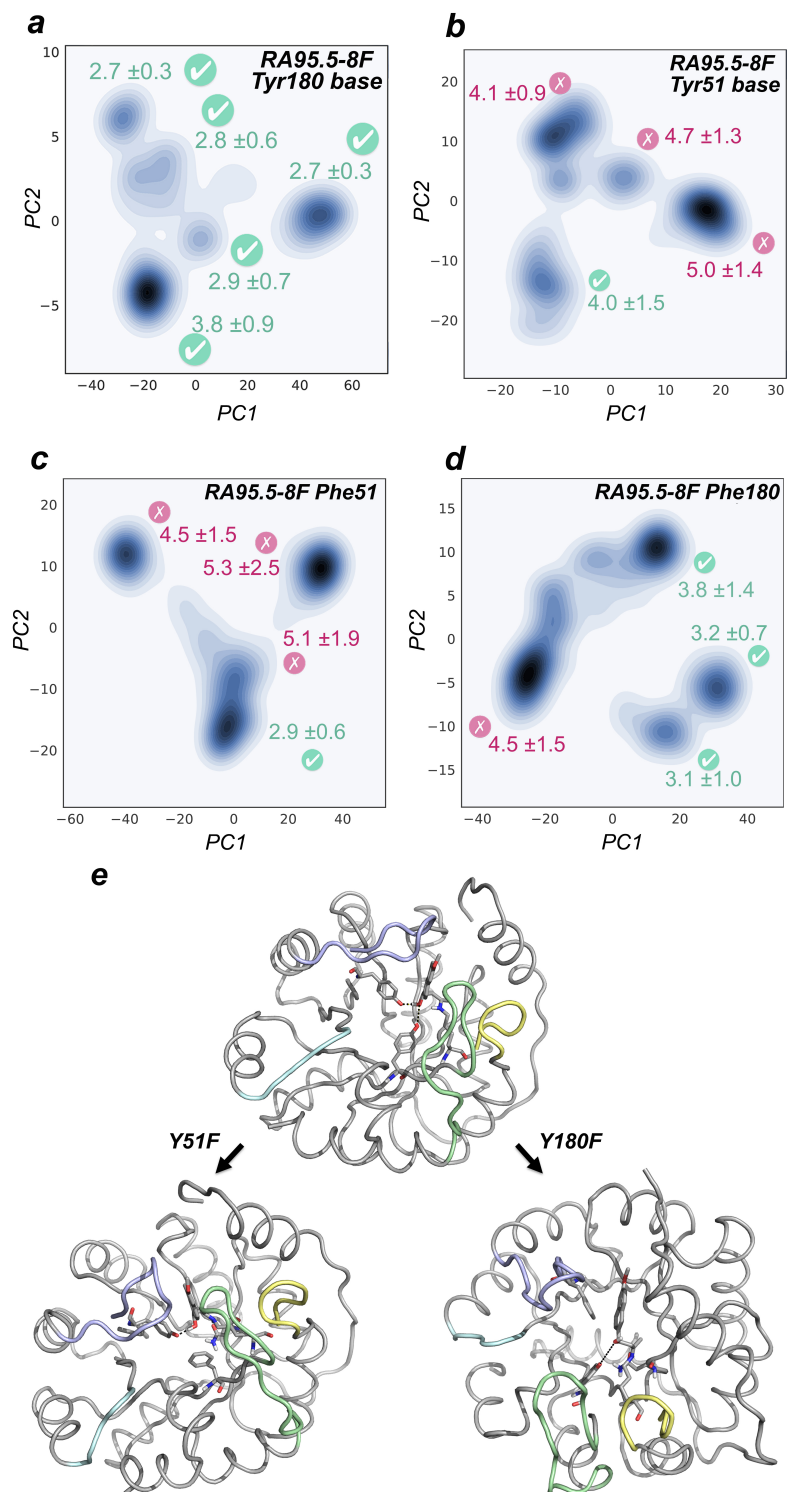 a
RA95.5-8F
Tyr180 base
2.7 ±0.3 ✓
✓
2.8 ±0.6
✓
2.7 ±0.3
✓
2.9 ±0.7
3.8 ±0.9
✓
10
5
0
−5
PC2
−40 −20 0 20 40 60
PC1
b
RA95.5-8F
Tyr51 base
4.1 ±0.9 ✗
✗ 4.7 ±1.3
✗
5.0 ±1.4
✓
4.0 ±1.5
20
10
0
−10
−20
PC2
−20 −10 0 10 20 30
PC1
c
RA95.5-8F Phe51
✗
4.5 ±1.5
✗
5.3 ±2.5
5.1 ±1.9
✗
2.9 ±0.6
✓
20
10
0
−10
−20
PC2
−60 −40 −20 0 20 40
PC1
d
RA95.5-8F Phe180
✓
3.8 ±1.4
3.2 ±0.7
✓
✗
4.5 ±1.5
✓
3.1 ±1.0
15
10
5
0
−5
−10
−15
PC2
−40 −20 0 20 40
PC1
e
Y51F
Y180F